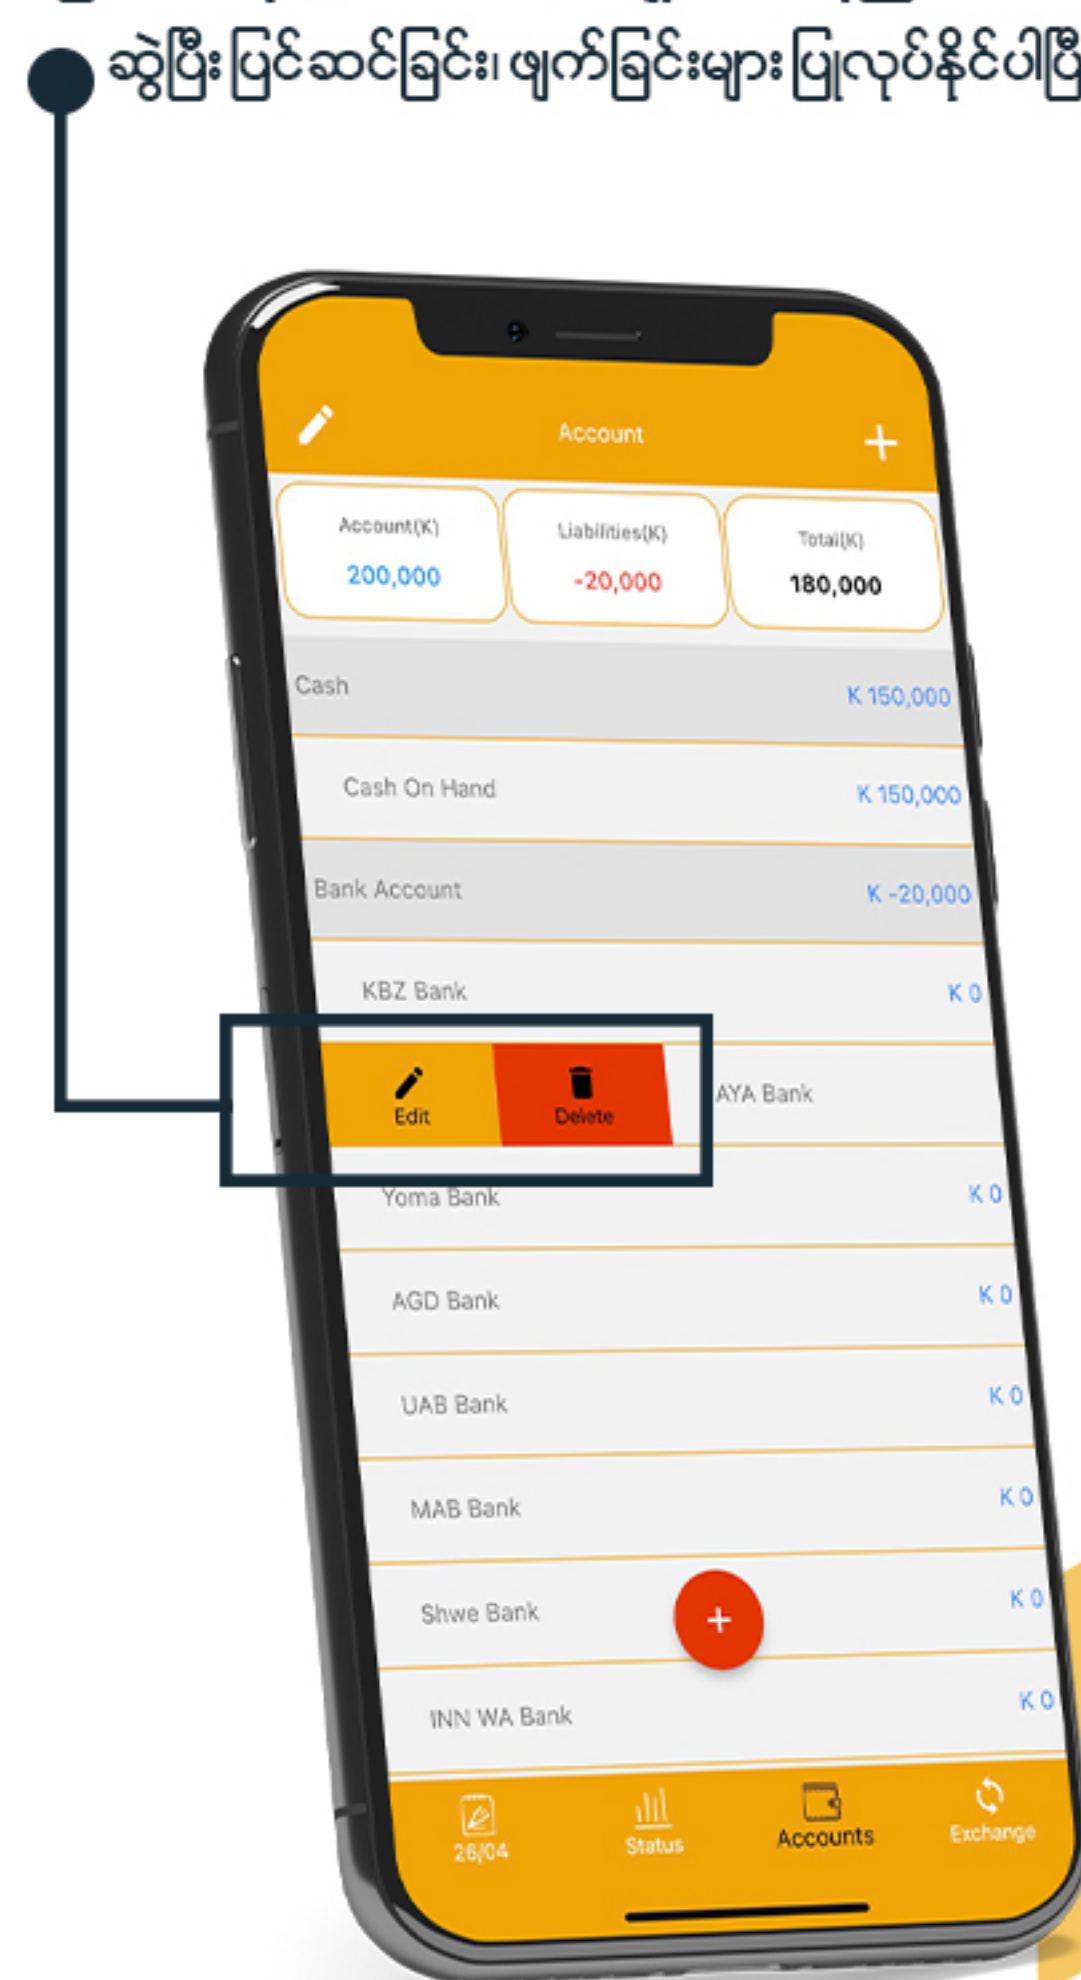 ဆွဲပြီး ပြင်ဆင်ခြင်း၊ ဖျက်ခြင်းများ ပြုလုပ်နိုင်ပါပြီ
Account
Account(K)
Liabilities(K)
Total(K)
200,000
-20,000
180,000
Cash
K 150,000
Cash On Hand
K 150,000
Bank Account
K -20,000
KBZ Bank
K 0
Edit
Delete
AYA Bank
Yoma Bank
K 0
AGD Bank
K 0
UAB Bank
K 0
MAB Bank
K 0
Shwe Bank
K 0
INN WA Bank
K 0
26/04
Status
Accounts
Exchange